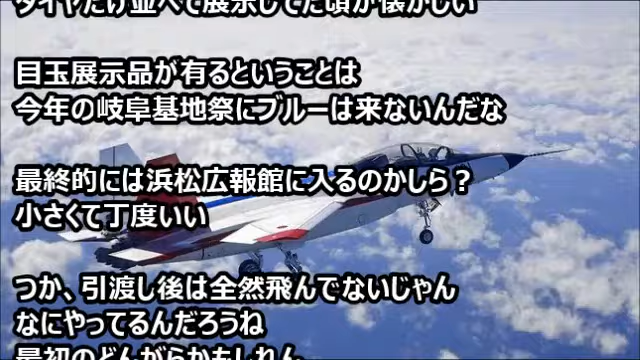 タイヤだけ並べて展示してた頃が懐かしい
目玉展示品が有るということは
今年の岐阜基地祭にブルーは来ないんだな
最終的には浜松広報館に入るのかしら？
小さくて丁度いい
つか、引渡し後は全然飛んでないじゃん
なにやってるんだろうね
最初のどんがらかもしれん